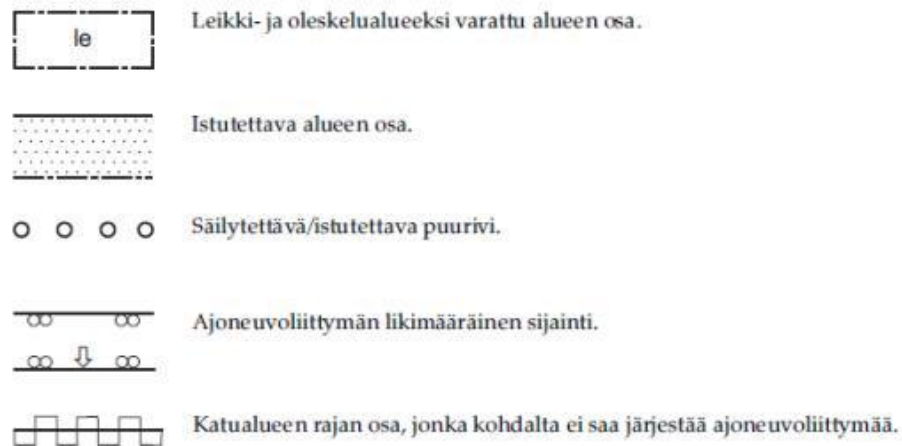 le
Leikki- ja oleskelualueeksi varattu alueen osa.
Istutettava alueen osa.
Säilytettävä/istutettava puurivi.
Ajoneuvoliittymän likimääräinen sijainti.
Katualueen rajan osa, jonka kohdalta ei saa järjestää ajoneuvoliittymää.